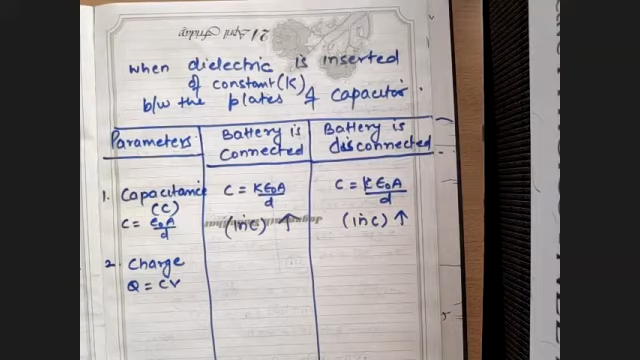 21 April Sunday
when dielectric is inserted
of constant (K)
b/w the plates of capacitor.
Parameters
Battery is connected
Battery is disconnected
1. Capacitance (C)
C = ε₀A/d
C = Kε₀A/d
(inc) ↑
C = Kε₀A/d
(inc) ↑
2. Charge
Q = CV